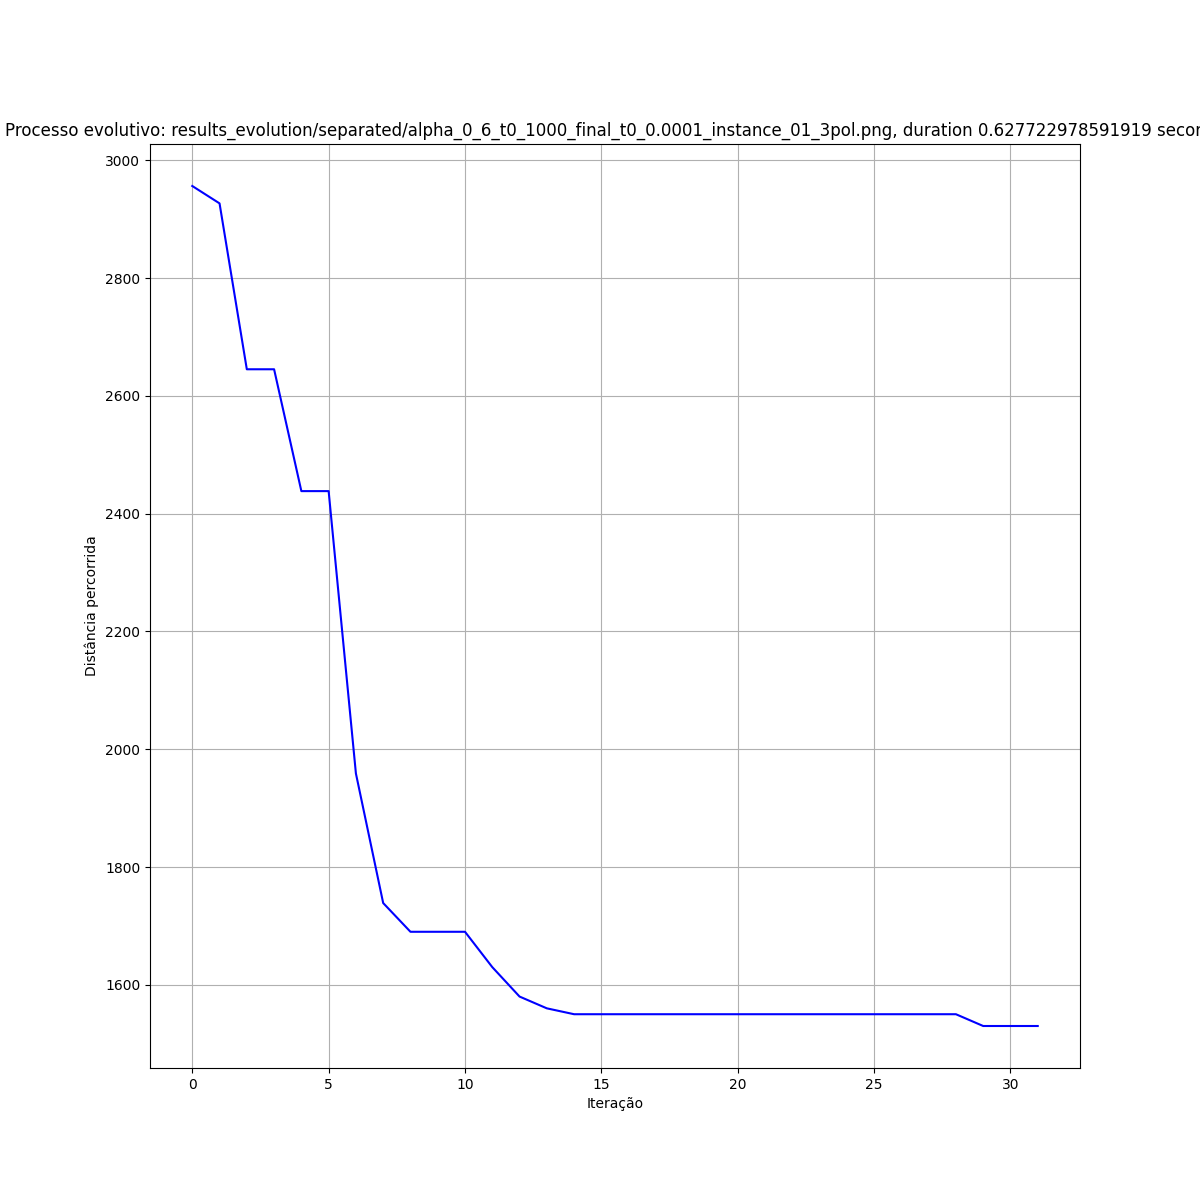 Processo evolutivo: results_evolution/separated/alpha_0_6_t0_1000_final_t0_0.0001_instance_01_3pol.png, duration 0.627722978591919 secon
3000
2800
2600
2400
2200
2000
1800
1600
Distância percorrida
0 5 10 15 20 25 30
Iteração